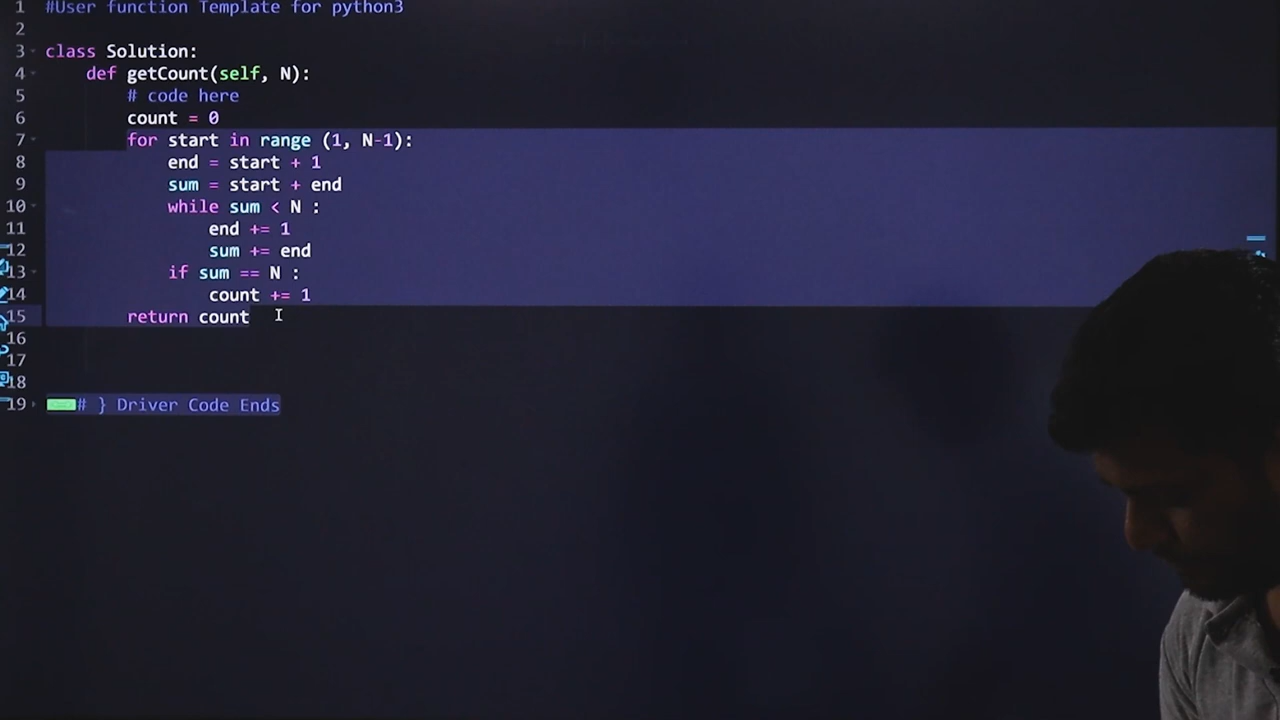 1 #User function Template for python3
2
3 class Solution:
4 def getCount(self, N):
5 # code here
6 count = 0
7 for start in range (1, N-1):
8 end = start + 1
9 sum = start + end
10 while sum < N :
11 end += 1
12 sum += end
13 if sum == N :
14 count += 1
15 return count
16
17
18
19 # } Driver Code Ends